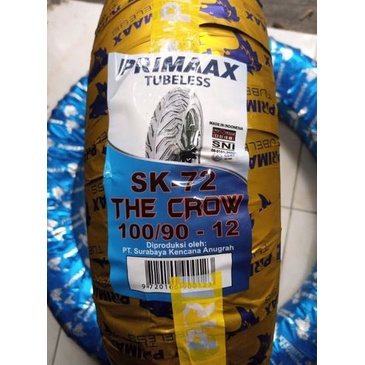 PRIMAAX
TUBELESS
MADE IN INDONESIA
SNI
SK-72
THE CROW
100/90 - 12
Diproduksi oleh:
PT. Surabaya Kencana Anugrah